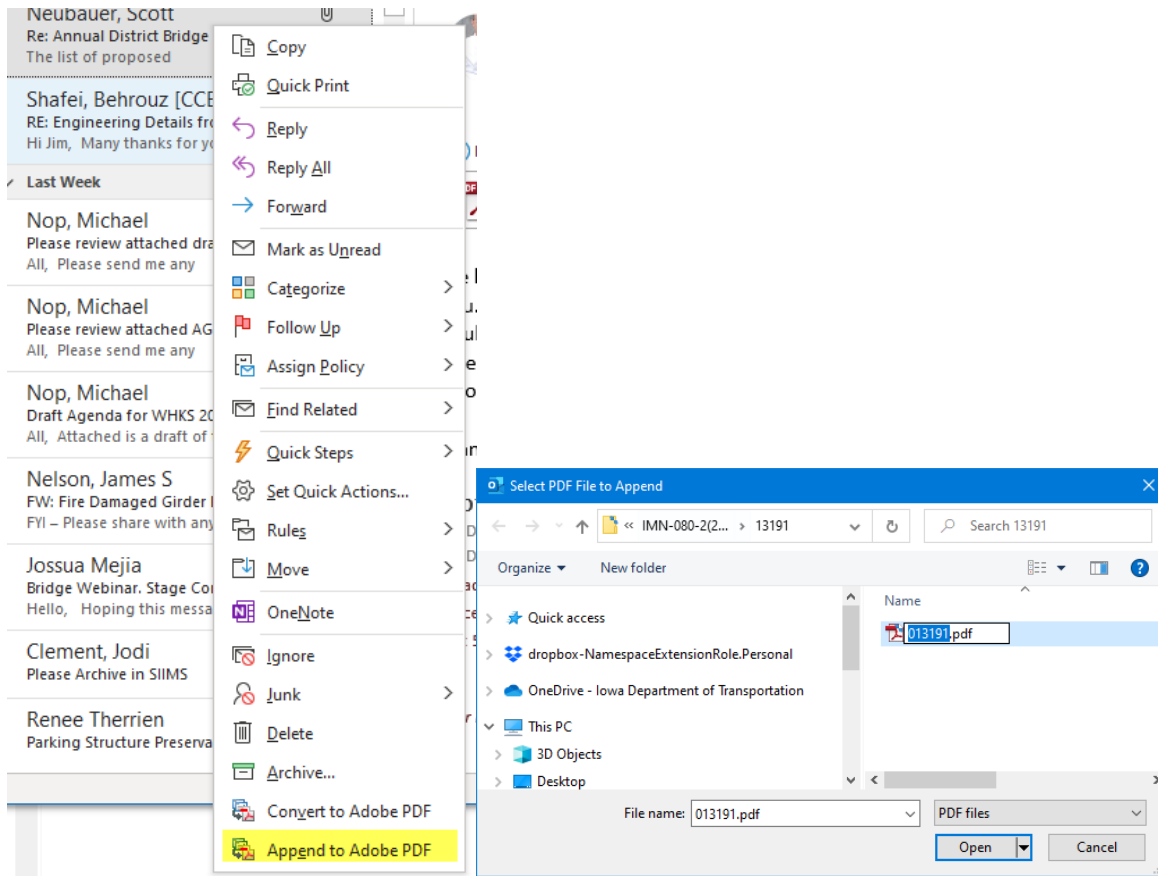 Neubauer, Scott
Re: Annual District Bridge
The list of proposed
Shafei, Behrouz [CCE
RE: Engineering Details fro
Hi Jim, Many thanks for yo
Last Week
Nop, Michael
Please review attached dra
All, Please send me any
Nop, Michael
Please review attached AG
All, Please send me any
Nop, Michael
Draft Agenda for WHKS 20
All, Attached is a draft of
Nelson, James S
FW: Fire Damaged Girder
FYI – Please share with any
Jossua Mejia
Bridge Webinar. Stage Co
Hello, Hoping this messa
Clement, Jodi
Please Archive in SIIMS
Renee Therrien
Parking Structure Preserva
Copy
Quick Print
Reply
Reply All
Forward
Mark as Unread
Categorize
Follow Up
Assign Policy
Find Related
Quick Steps
Set Quick Actions...
Rules
Move
OneNote
Ignore
Junk
Delete
Archive...
Convert to Adobe PDF
Append to Adobe PDF
Select PDF File to Append
« IMN-080-2(2... › 13191
Search 13191
Organize
New folder
Name
Quick access
013191.pdf
dropbox-NamespaceExtensionRole.Personal
OneDrive - Iowa Department of Transportation
This PC
3D Objects
Desktop
File name: 013191.pdf
PDF files
Open
Cancel